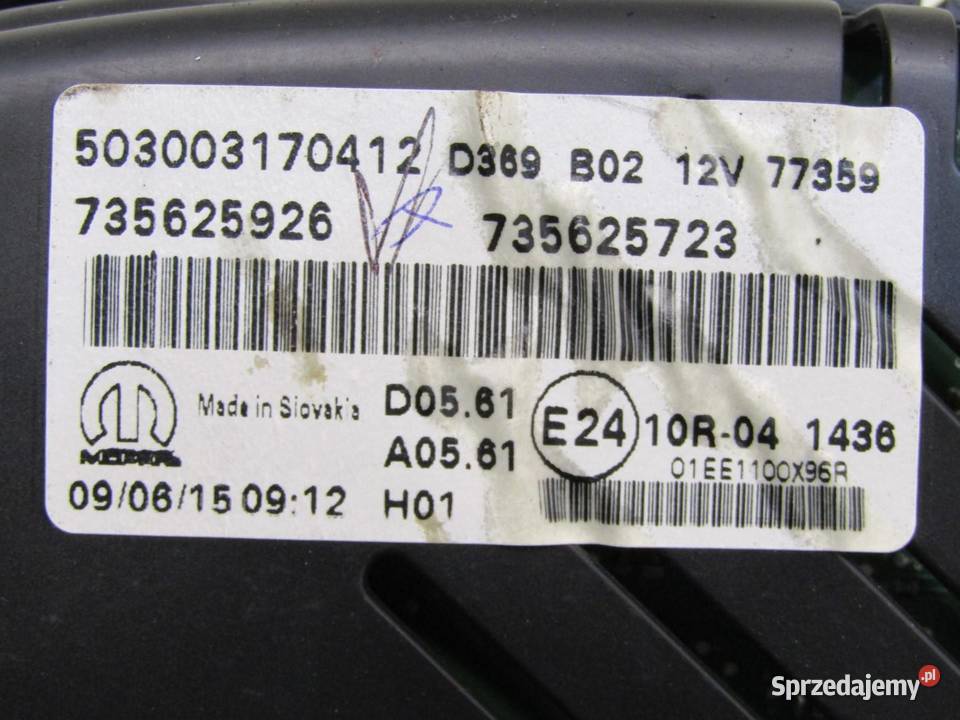 503003170412 D369 B02 12V 77359
735625926 735625723
MOPAR
Made in Slovakia
D05.61
A05.61
E24 10R-04 1436
01EE1100X96R
09/06/15 09:12 H01
Sprzedajemy.pl